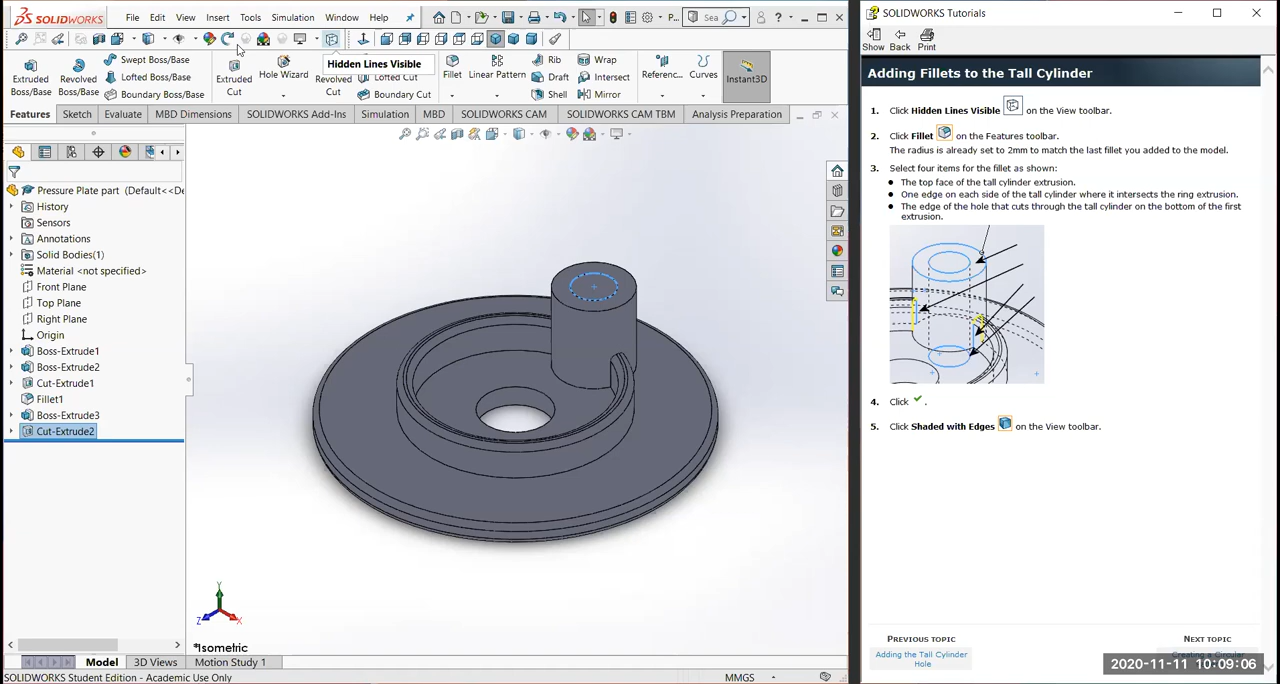 SOLIDWORKS
File Edit View Insert Tools Simulation Window Help P... Sea ?
Hidden Lines Visible
Extruded Boss/Base
Revolved Boss/Base
Swept Boss/Base
Lofted Boss/Base
Boundary Boss/Base
Extruded Cut
Hole Wizard
Revolved Cut
Lofted Cut
Boundary Cut
Fillet
Linear Pattern
Rib
Draft
Shell
Wrap
Intersect
Mirror
Referenc...
Curves
Instant3D
Features Sketch Evaluate MBD Dimensions SOLIDWORKS Add-Ins Simulation MBD SOLIDWORKS CAM SOLIDWORKS CAM TBM Analysis Preparation
Pressure Plate part (Default<<De
History
Sensors
Annotations
Solid Bodies(1)
Material <not specified>
Front Plane
Top Plane
Right Plane
Origin
Boss-Extrude1
Boss-Extrude2
Cut-Extrude1
Fillet1
Boss-Extrude3
Cut-Extrude2
Y
Z
X
*Isometric
Model 3D Views Motion Study 1
SOLIDWORKS Student Edition - Academic Use Only
MMGS
SOLIDWORKS Tutorials
Show Back Print
Adding Fillets to the Tall Cylinder
1. Click Hidden Lines Visible on the View toolbar.
2. Click Fillet on the Features toolbar.
The radius is already set to 2mm to match the last fillet you added to the model.
3. Select four items for the fillet as shown:
● The top face of the tall cylinder extrusion.
● One edge on each side of the tall cylinder where it intersects the ring extrusion.
● The edge of the hole that cuts through the tall cylinder on the bottom of the first
extrusion.
4. Click .
5. Click Shaded with Edges on the View toolbar.
PREVIOUS TOPIC
Adding the Tall Cylinder
Hole
NEXT TOPIC
Creating a Circular
2020-11-11 10:09:06